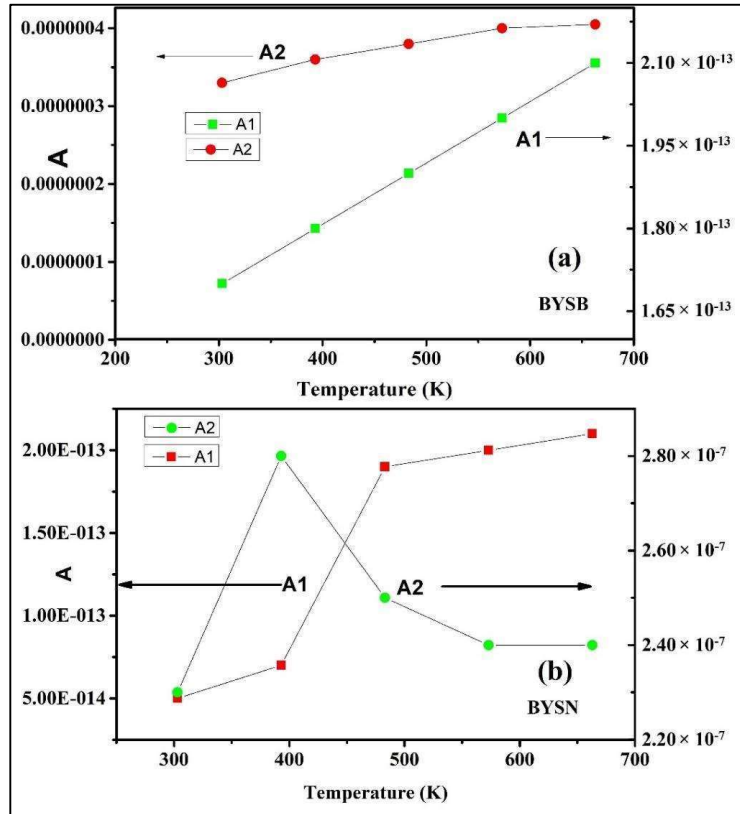 0.0000004
0.0000003
0.0000002
0.0000001
0.0000000
A
A2
A1
A2
A1
2.10 × 10-13
1.95 × 10-13
1.80 × 10-13
1.65 × 10-13
(a)
BYSB
200 300 400 500 600 700
Temperature (K)
A2
A1
2.00E-013
1.50E-013
1.00E-013
5.00E-014
A
A1
A2
2.80 × 10-7
2.60 × 10-7
2.40 × 10-7
2.20 × 10-7
(b)
BYSN
300 400 500 600 700
Temperature (K)